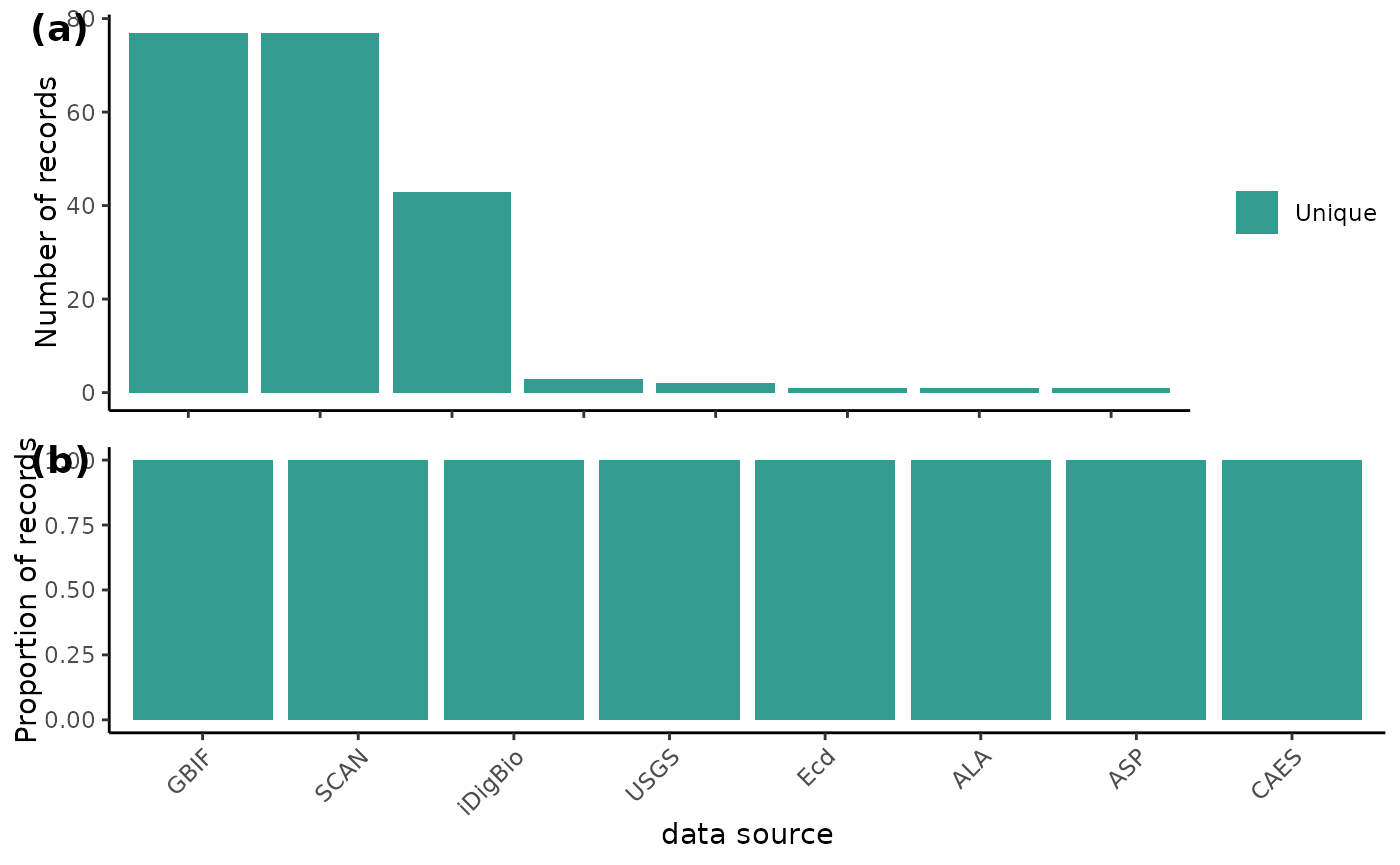 (a)
80
60
40
20
0
Number of records
Unique
(b)
1.00
0.75
0.50
0.25
0.00
Proportion of records
GBIF
SCAN
iDigBio
USGS
Ecd
ALA
ASP
CAES
data source